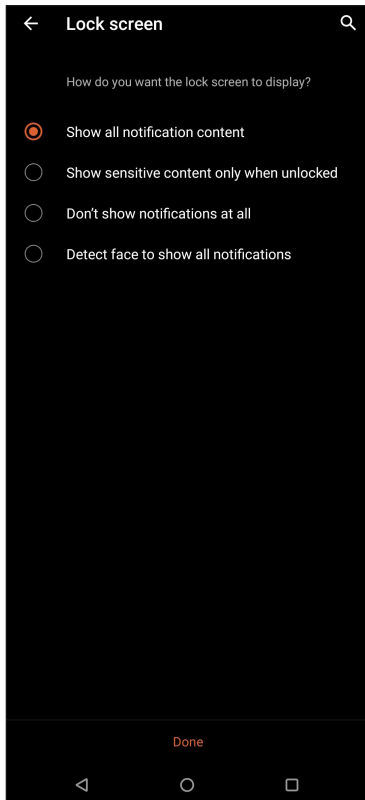 Lock screen
How do you want the lock screen to display?
Show all notification content
Show sensitive content only when unlocked
Don’t show notifications at all
Detect face to show all notifications
Done